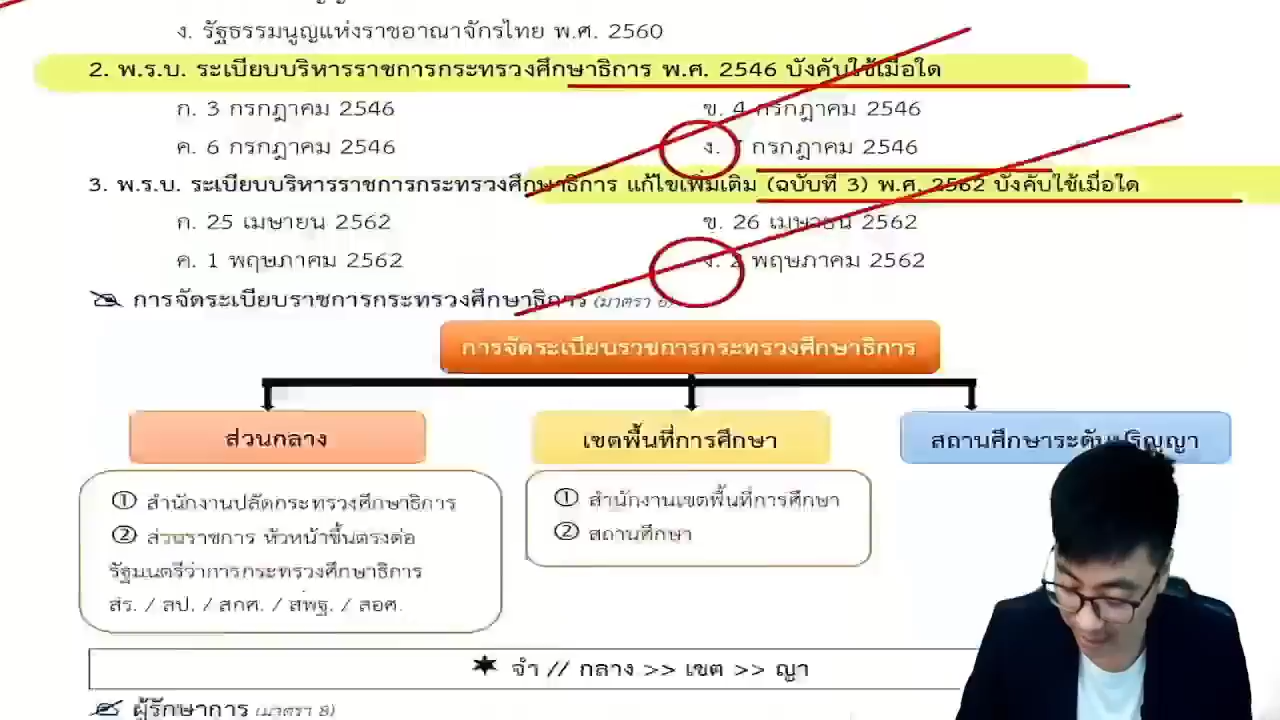 ง. รัฐธรรมนูญแห่งราชอาณาจักรไทย พ.ศ. 2560
2. พ.ร.บ. ระเบียบบริหารราชการกระทรวงศึกษาธิการ พ.ศ. 2546 บังคับใช้เมื่อใด
ก. 3 กรกฎาคม 2546
ข. 4 กรกฎาคม 2546
ค. 6 กรกฎาคม 2546
ง. 7 กรกฎาคม 2546
3. พ.ร.บ. ระเบียบบริหารราชการกระทรวงศึกษาธิการ แก้ไขเพิ่มเติม (ฉบับที่ 3) พ.ศ. 2562 บังคับใช้เมื่อใด
ก. 25 เมษายน 2562
ข. 26 เมษายน 2562
ค. 1 พฤษภาคม 2562
ง. 2 พฤษภาคม 2562
การจัดระเบียบราชการกระทรวงศึกษาธิการ (มาตรา 6)
การจัดระเบียบราชการกระทรวงศึกษาธิการ
ส่วนกลาง
① สำนักงานปลัดกระทรวงศึกษาธิการ
② ส่วนราชการ หัวหน้าขึ้นตรงต่อ
รัฐมนตรีว่าการกระทรวงศึกษาธิการ
สร. / สป. / สกศ. / สพฐ. / สอศ.
เขตพื้นที่การศึกษา
① สำนักงานเขตพื้นที่การศึกษา
② สถานศึกษา
สถานศึกษาระดับปริญญา
จำ // กลาง >> เขต >> ญา
ผู้รักษาการ (มาตรา 8)